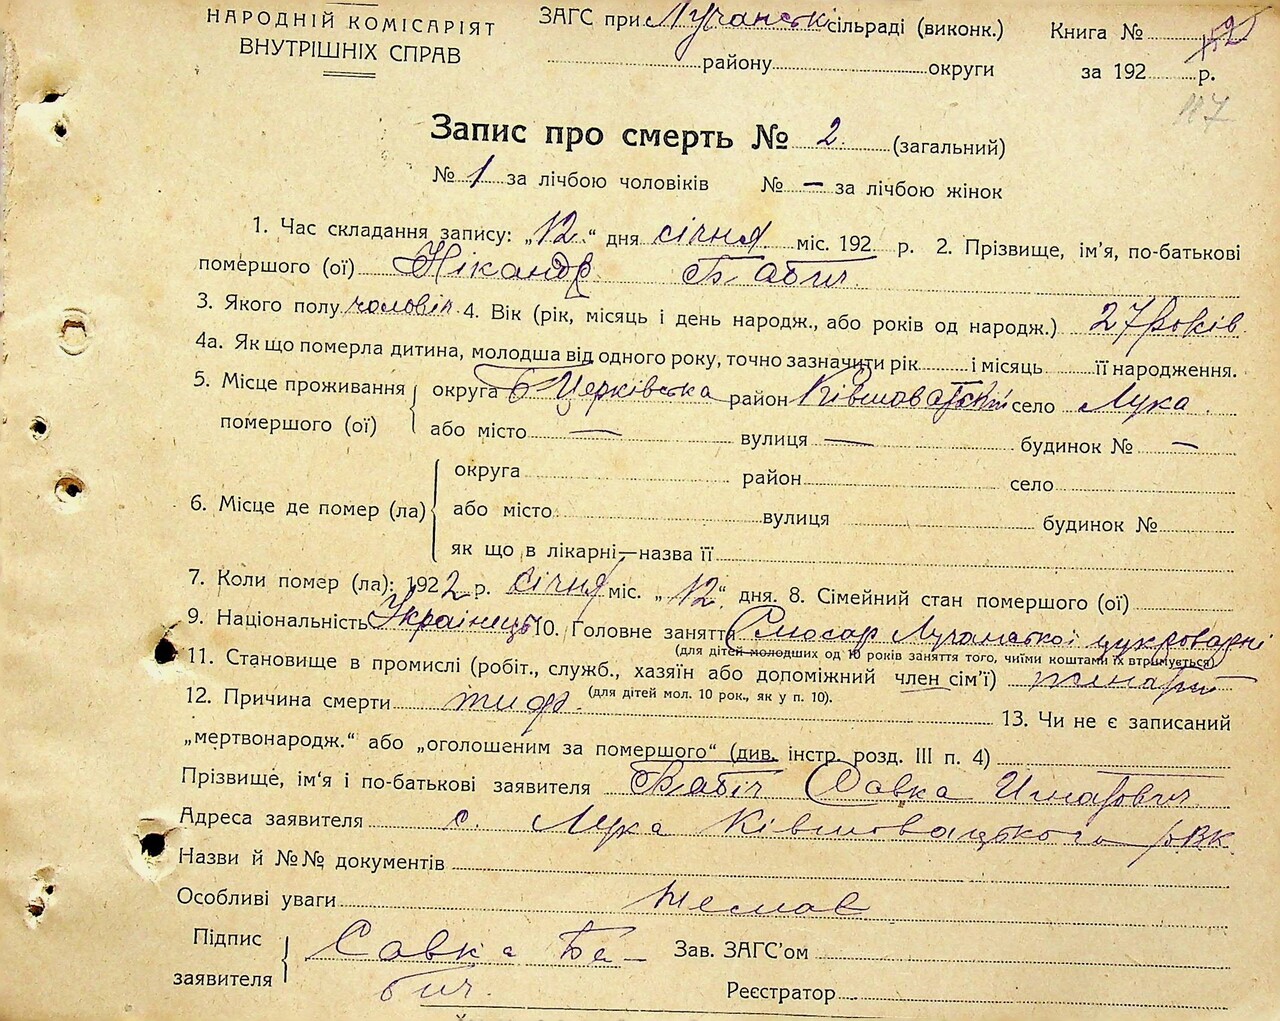 НАРОДНІЙ КОМІСАРІЯТ
ВНУТРІШНІХ СПРАВ
ЗАГС при Лучанськ сільраді (виконк.) Книга №
району округи за 192 р.
117
Запис про смерть № 2 (загальний)
№ 1 за лічбою чоловіків № — за лічбою жінок
1. Час складання запису: „12“ дня січня міс. 192 р. 2. Прізвище, ім’я, по-батькові
помершого (ої) Нікандр Бабич
3. Якого полу чоловіч. 4. Вік (рік, місяць і день народж., або років од народж.) 27 років
4а. Як що померла дитина, молодша від одного року, точно зазначити рік і місяць її народження.
5. Місце проживання помершого (ої) округа Б Церківська район Ківшоватський село Лука
або місто — вулиця — будинок № —
6. Місце де помер (ла) округа район село
або місто вулиця будинок №
як що в лікарні—назва її
7. Коли помер (ла): 1922 р. січня міс. „12“ дня. 8. Сімейний стан помершого (ої)
9. Національність Українець 10. Головне заняття Слюсар Лучанської цукроварні
(для дітей молодших од 10 років заняття того, чиїми коштами їх втримується)
11. Становище в промислі (робіт., служб., хазяїн або допоміжний член сім’ї)
(для дітей мол. 10 рок., як у п. 10).
12. Причина смерти тиф. 13. Чи не є записаний
„мертвонародж.“ або „оголошеним за помершого“ (див. інстр. розд. III п. 4)
Прізвище, ім’я і по-батькові заявителя Бабіч Савка
Адреса заявителя с. Лука Ківшовацького РВК
Назви й №№ документів
Особливі уваги Немає
Підпис заявителя Савка Ба-
бич.
Зав. ЗАГС’ом
Реєстратор